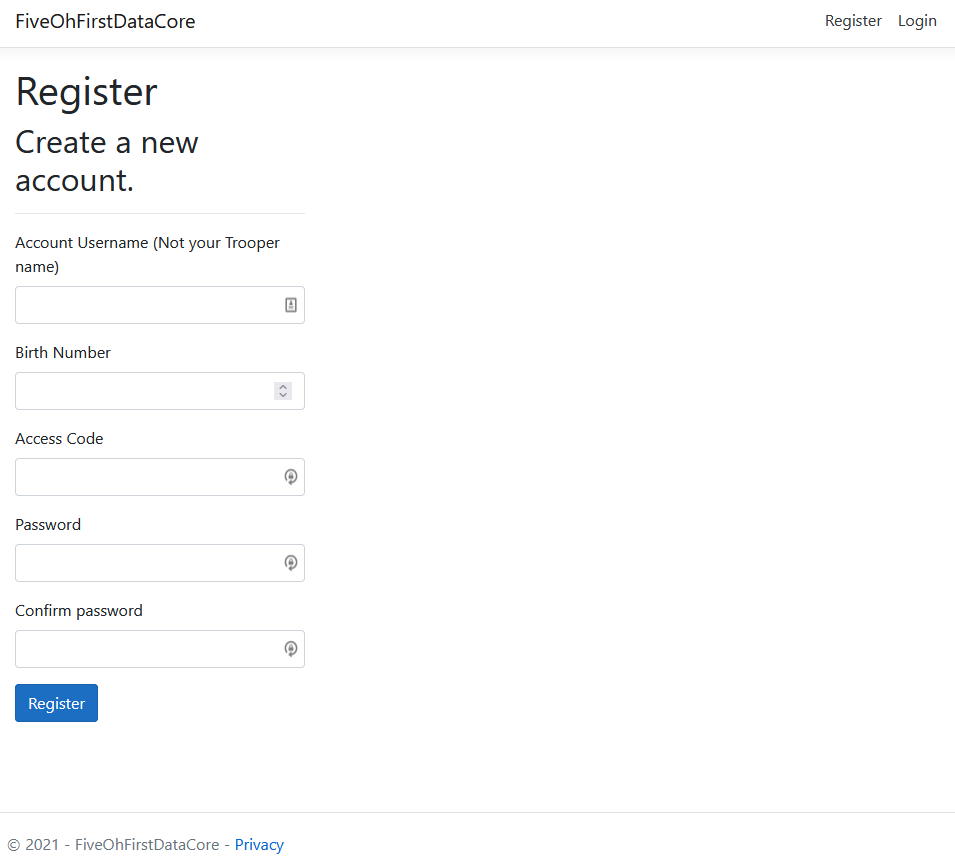 FiveOhFirstDataCore
Register Login
Register
Create a new
account.
Account Username (Not your Trooper
name)
Birth Number
Access Code
Password
Confirm password
Register
© 2021 - FiveOhFirstDataCore - Privacy